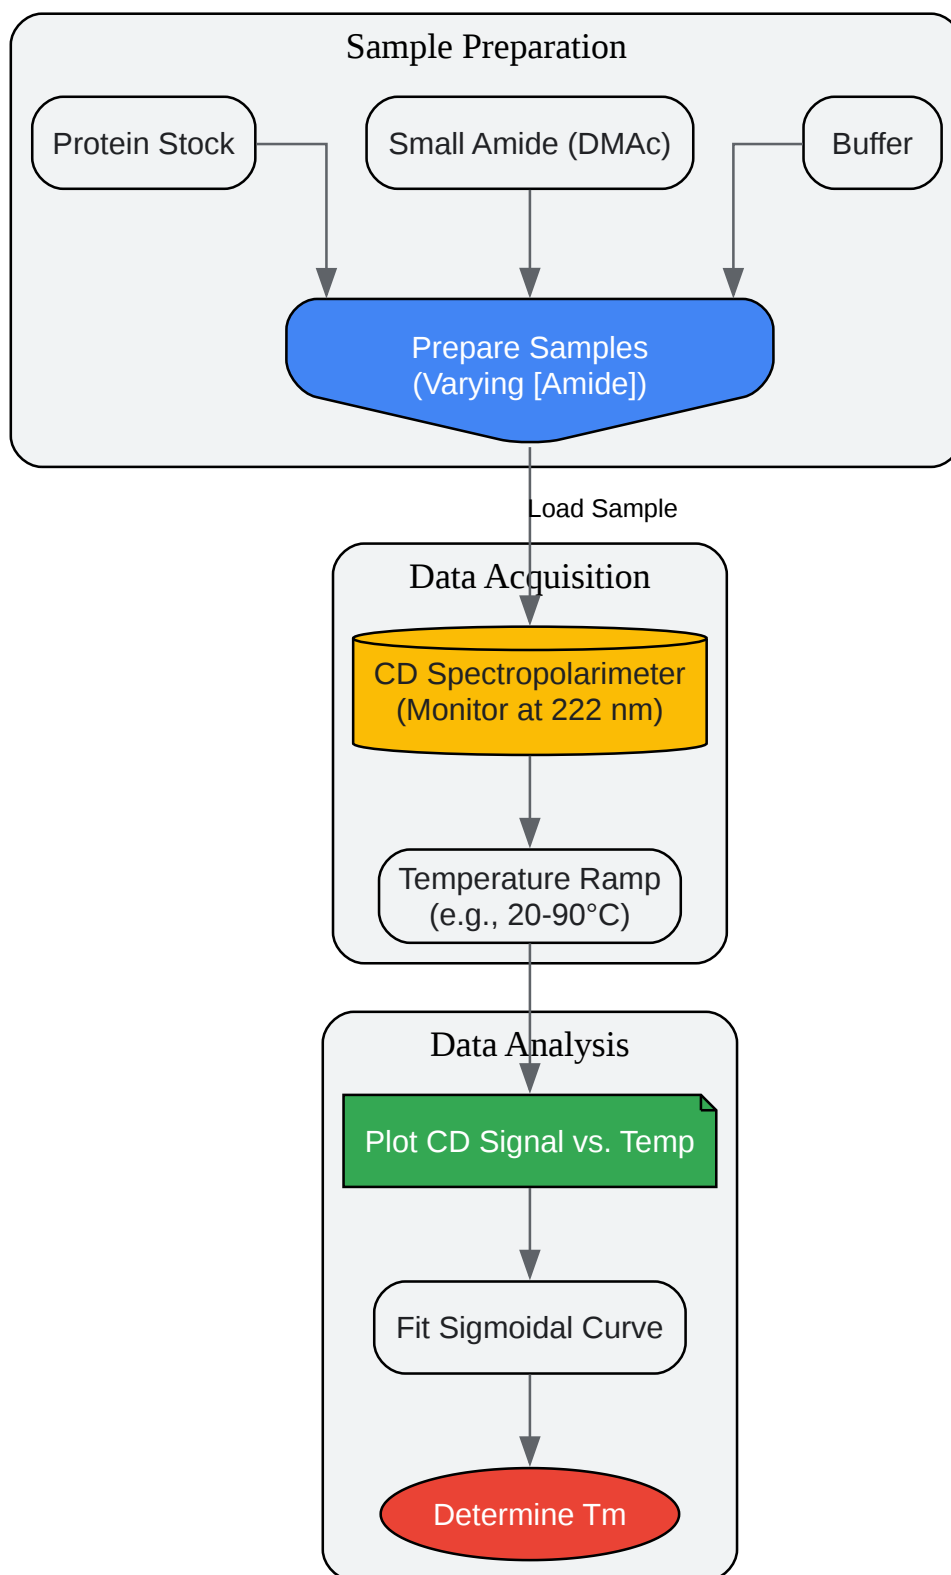 Sample Preparation
Protein Stock
Small Amide (DMAc)
Buffer
Prepare Samples
(Varying [Amide])
Load Sample
Data Acquisition
CD Spectropolarimeter
(Monitor at 222 nm)
Temperature Ramp
(e.g., 20-90°C)
Data Analysis
Plot CD Signal vs. Temp
Fit Sigmoidal Curve
Determine Tm